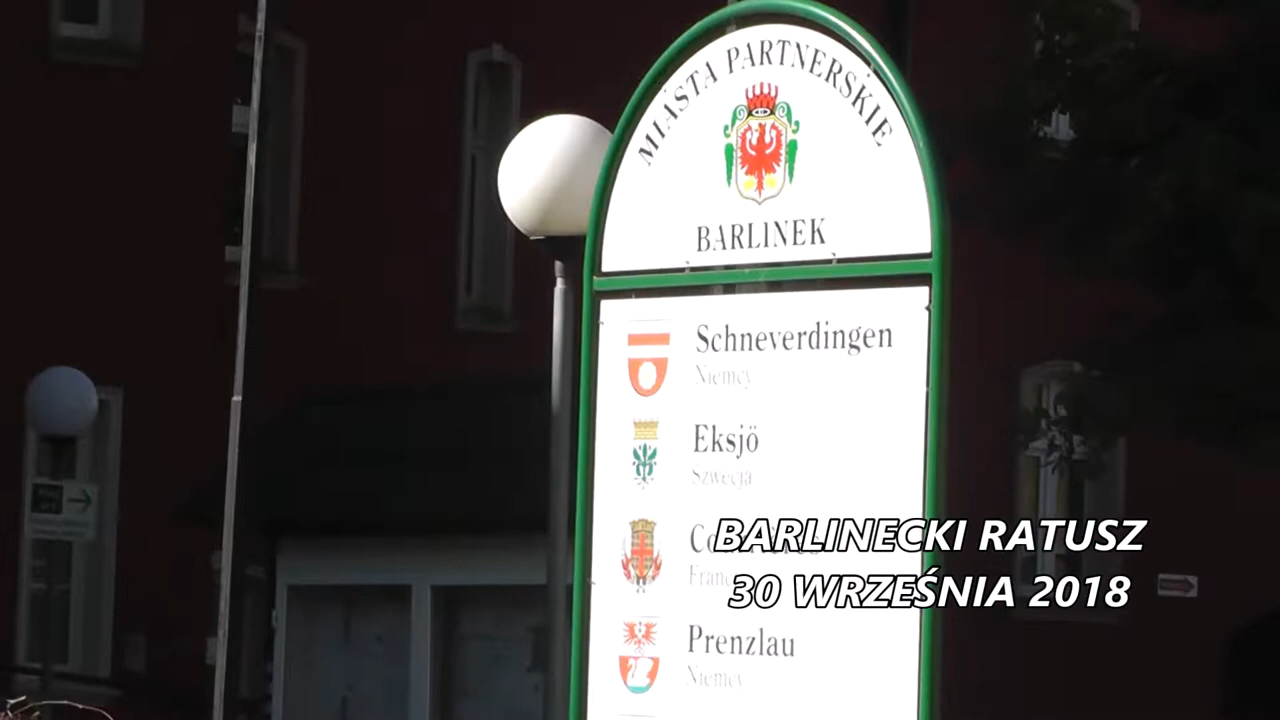 MIASTA PARTNERSKIE
BARLINEK
Schneverdingen
Niemcy
Eksjö
Szwecja
BARLINECKI RATUSZ
30 WRZEŚNIA 2018
Prenzlau
Niemcy